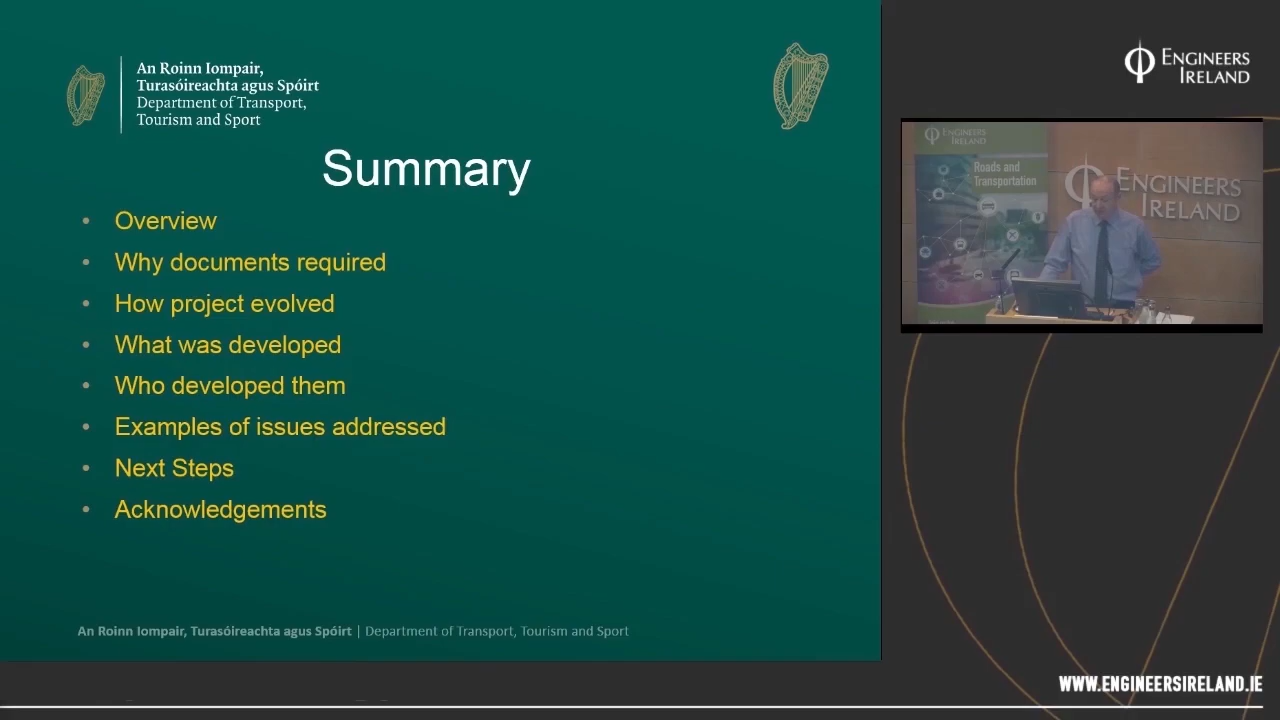 An Roinn Iompair,
Turasóireachta agus Spóirt
Department of Transport,
Tourism and Sport
Summary
• Overview
• Why documents required
• How project evolved
• What was developed
• Who developed them
• Examples of issues addressed
• Next Steps
• Acknowledgements
An Roinn Iompair, Turasóireachta agus Spóirt | Department of Transport, Tourism and Sport
ENGINEERS
IRELAND
ENGINEERS
IRELAND
Roads and
Transportation
ENGINEERS
IRELAND
WWW.ENGINEERSIRELAND.IE